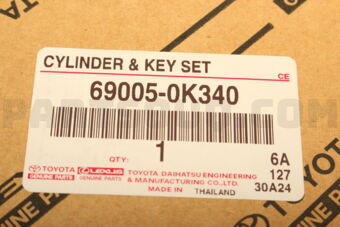 CYLINDER & KEY SET
CE
69005-0K340
QTY: 1
6A
TOYOTA LEXUS
GENUINE PARTS GENUINE PARTS
TOYOTA DAIHATSU ENGINEERING
& MANUFACTURING CO.,LTD.
127
MADE IN THAILAND
30A24